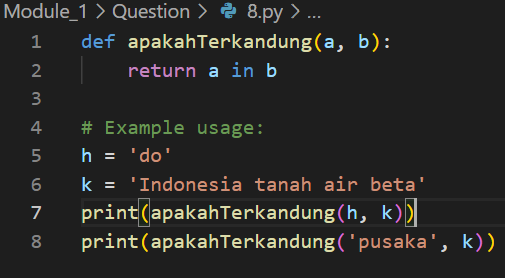 Module_1 > Question > 8.py > ...
1 def apakahTerkandung(a, b):
2     return a in b
3
4 # Example usage:
5 h = 'do'
6 k = 'Indonesia tanah air beta'
7 print(apakahTerkandung(h, k))
8 print(apakahTerkandung('pusaka', k))